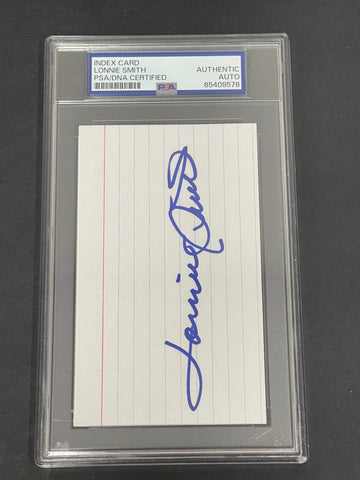 INDEX CARD
LONNIE SMITH
PSA/DNA CERTIFIED
AUTHENTIC
AUTO
85409578
PSA
Lonnie Smith